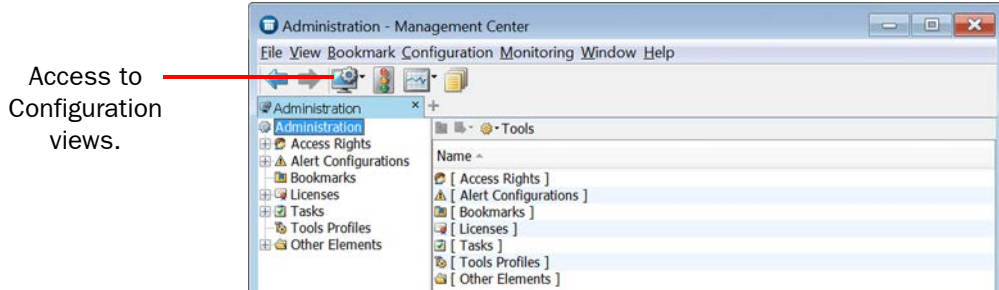 Access to
Configuration
views.
Administration - Management Center
File View Bookmark Configuration Monitoring Window Help
Administration
Administration
Access Rights
Alert Configurations
Bookmarks
Licenses
Tasks
Tools Profiles
Other Elements
Tools
Name
[ Access Rights ]
[ Alert Configurations ]
[ Bookmarks ]
[ Licenses ]
[ Tasks ]
[ Tools Profiles ]
[ Other Elements ]